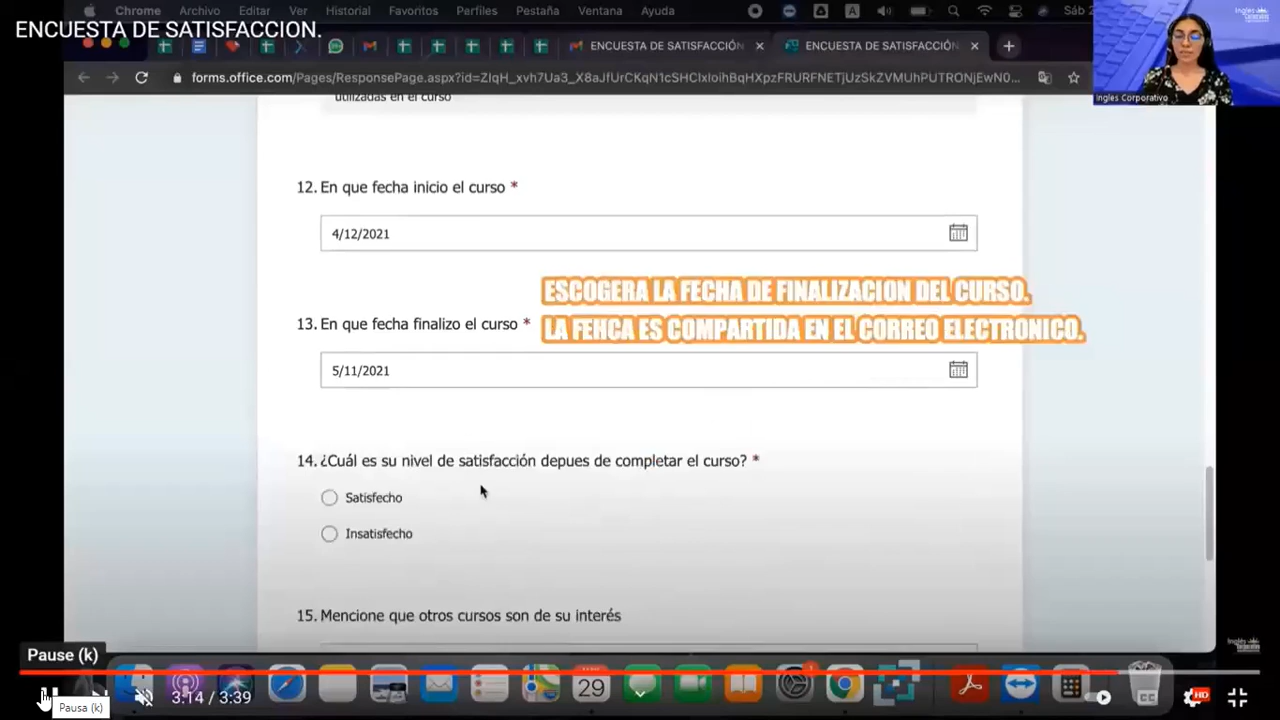 Chrome Archivo Editar Ver Historial Favoritos Perfiles Pestaña Ventana Ayuda
ENCUESTA DE SATISFACCION.
ENCUESTA DE SATISFACCIÓN
ENCUESTA DE SATISFACCIÓN
Ingles Corporativo
utilizadas en el curso
12. En que fecha inicio el curso *
4/12/2021
ESCOGERA LA FECHA DE FINALIZACION DEL CURSO.
13. En que fecha finalizo el curso *
LA FEHCA ES COMPARTIDA EN EL CORREO ELECTRONICO.
5/11/2021
14. ¿Cuál es su nivel de satisfacción depues de completar el curso? *
Satisfecho
Insatisfecho
15. Mencione que otros cursos son de su interés
Pause (k)
29
3:14 / 3:39
HD
Pausa (k)